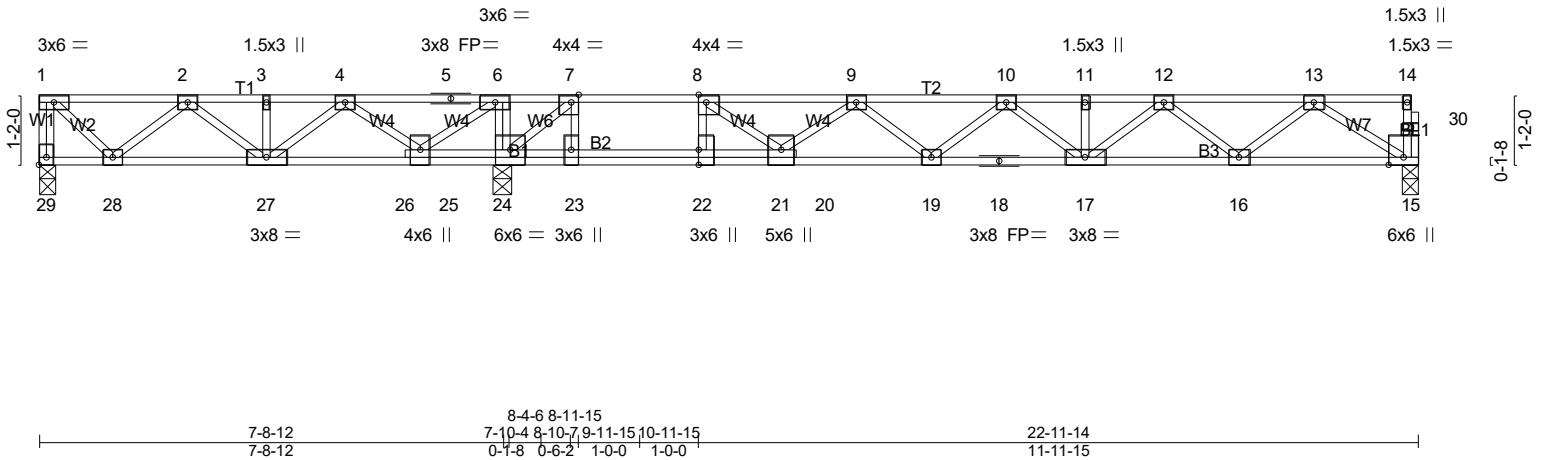 3x6 = 1.5x3 ||
3x6 = 1.5x3 || 3x8 FP= 4x4 = 4x4 = 1.5x3 || 1.5x3 =
1 2 3 4 5 6 7 8 9 10 11 12 13 14
T1 T2
W1 W2 W4 W4 W6 W4 W4 W7 30
1-2-0 B2 B3 1-2-0
0-1-8
29 28 27 26 25 24 23 22 21 20 19 18 17 16 15
3x8 = 4x6 || 6x6 = 3x6 || 3x6 || 5x6 || 3x8 FP= 3x8 = 6x6 ||
8-4-6 8-11-15
7-8-12 7-10-4 8-10-7 9-11-15 10-11-15 22-11-14
7-8-12 0-1-8 0-6-2 1-0-0 1-0-0 11-11-15